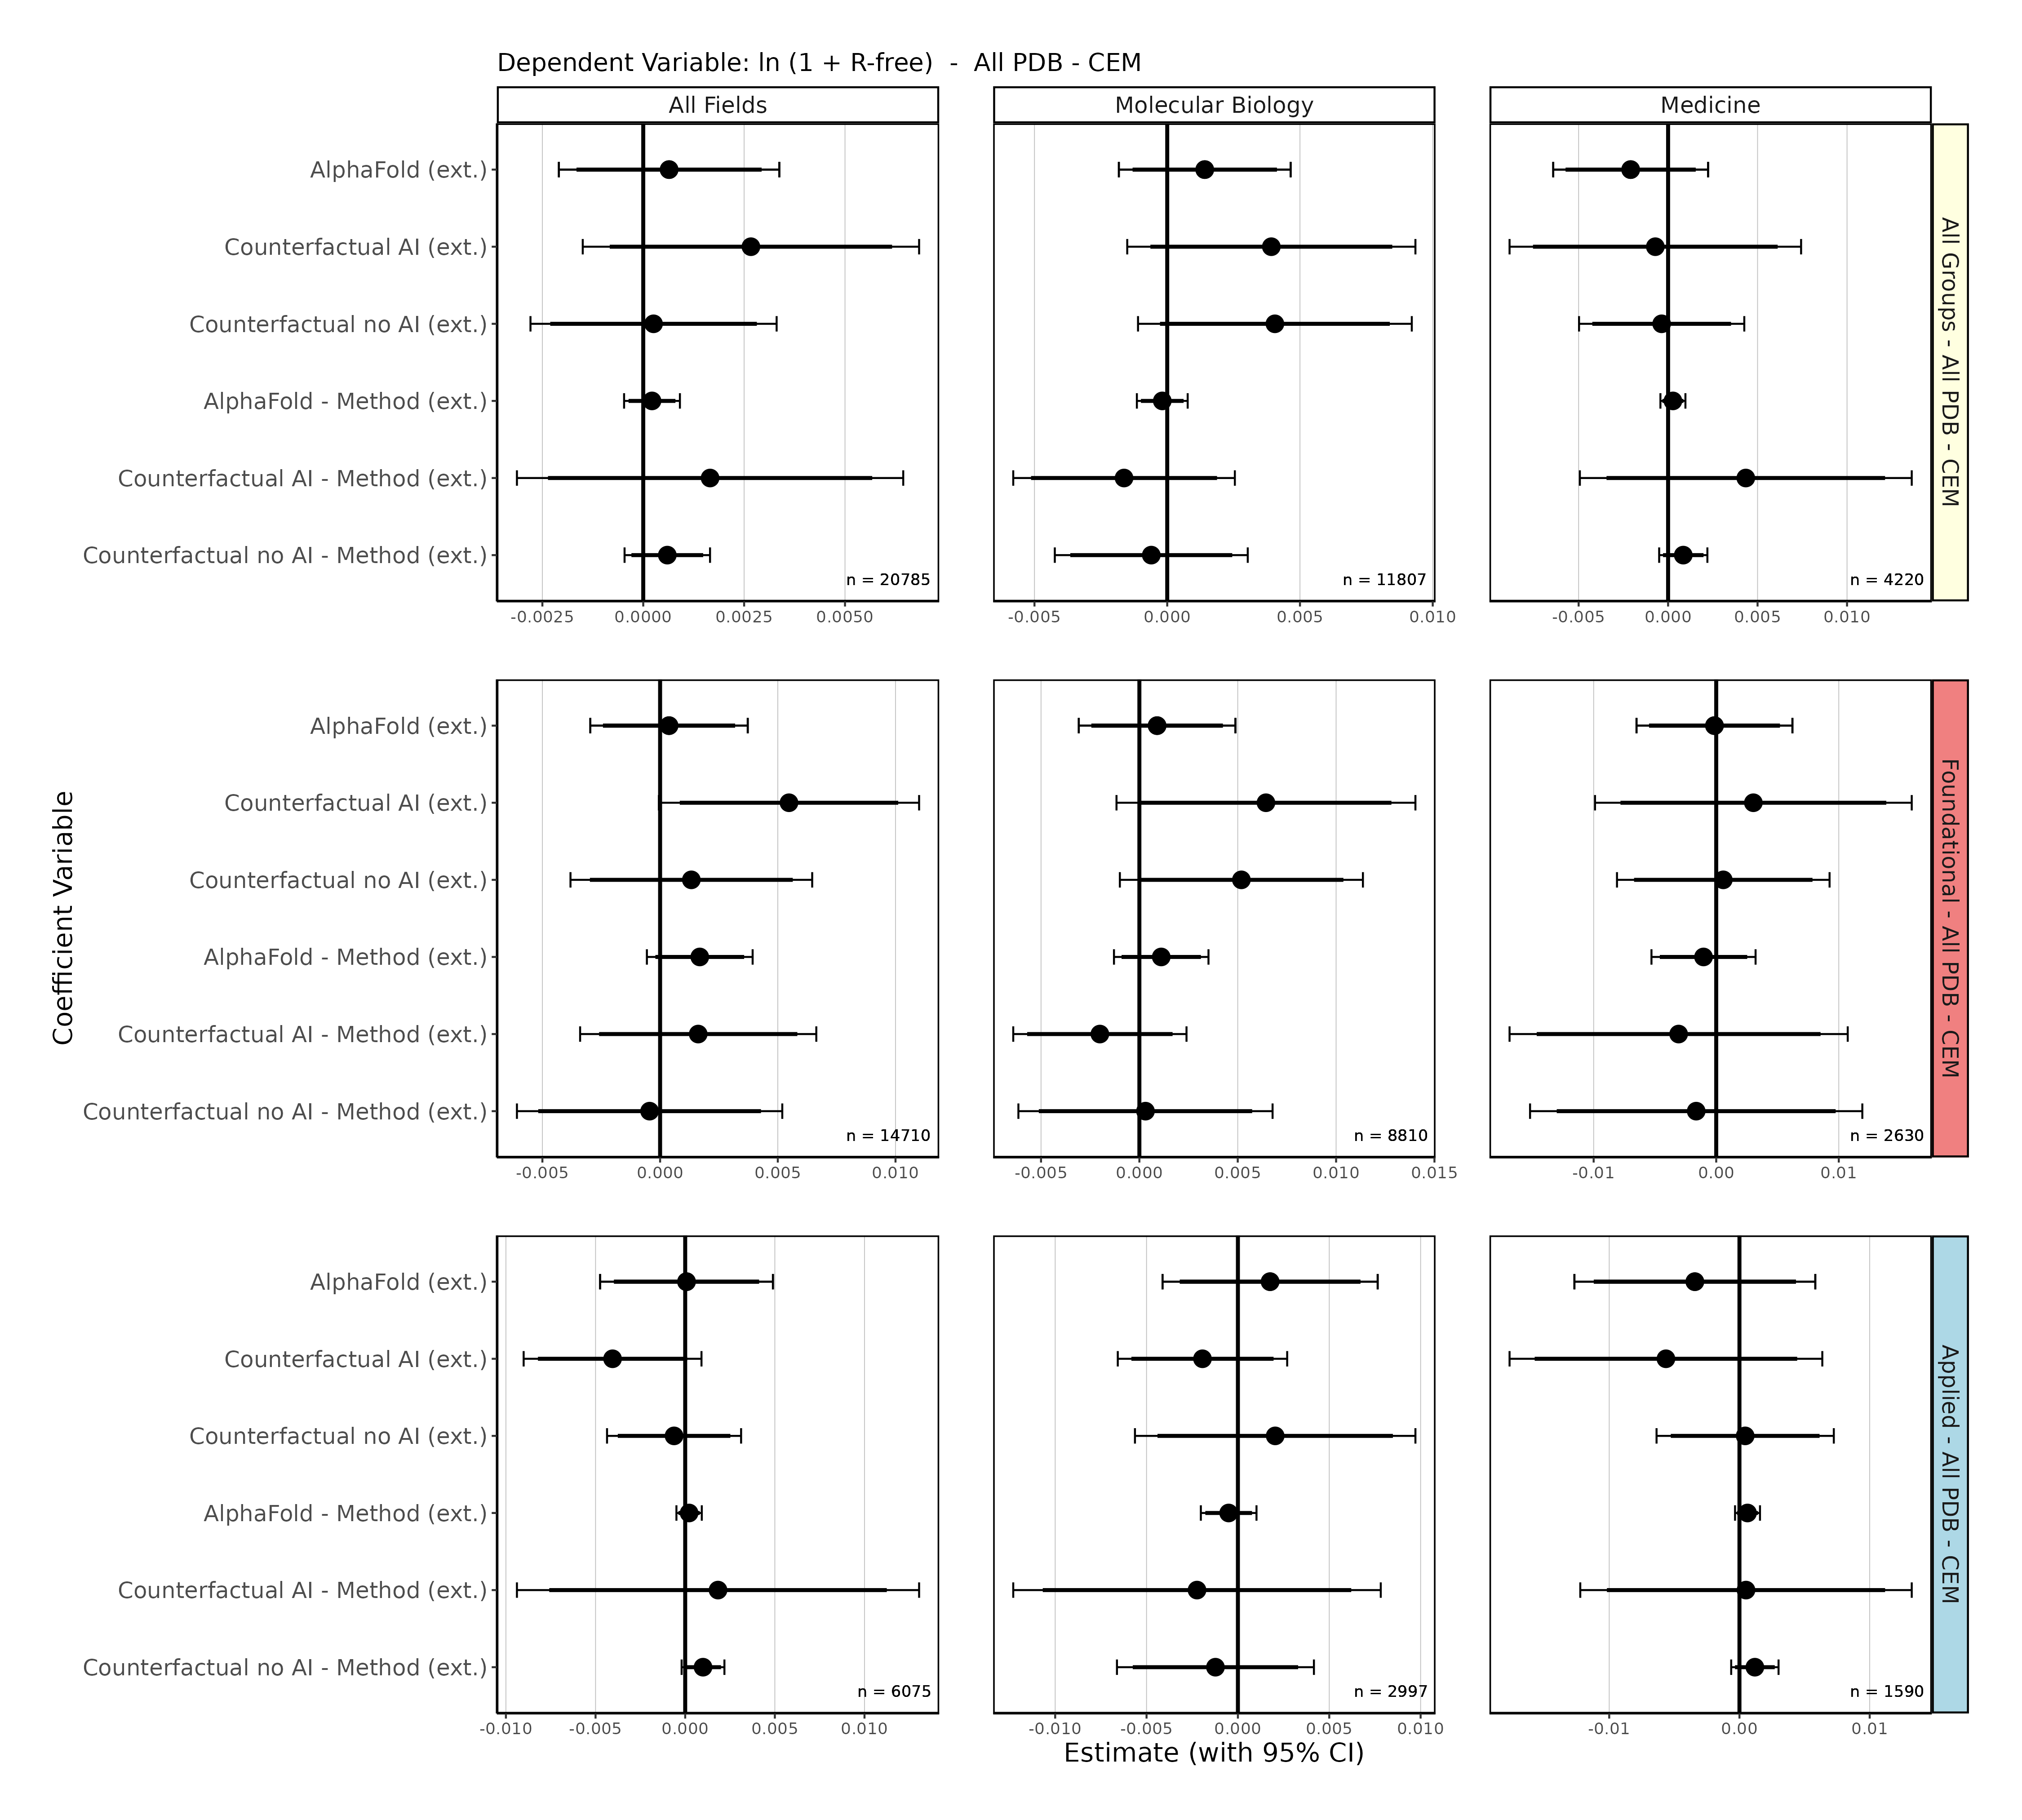 Dependent Variable: ln (1 + R-free)  -  All PDB - CEM
All Fields
Molecular Biology
Medicine
AlphaFold (ext.)
Counterfactual AI (ext.)
Counterfactual no AI (ext.)
AlphaFold - Method (ext.)
Counterfactual AI - Method (ext.)
Counterfactual no AI - Method (ext.)
n = 20785
n = 11807
n = 4220
-0.0025 0.0000 0.0025 0.0050
-0.005 0.000 0.005 0.010
-0.005 0.000 0.005 0.010
All Groups - All PDB - CEM
Coefficient Variable
AlphaFold (ext.)
Counterfactual AI (ext.)
Counterfactual no AI (ext.)
AlphaFold - Method (ext.)
Counterfactual AI - Method (ext.)
Counterfactual no AI - Method (ext.)
n = 14710
n = 8810
n = 2630
-0.005 0.000 0.005 0.010
-0.005 0.000 0.005 0.010 0.015
-0.01 0.00 0.01
Foundational - All PDB - CEM
AlphaFold (ext.)
Counterfactual AI (ext.)
Counterfactual no AI (ext.)
AlphaFold - Method (ext.)
Counterfactual AI - Method (ext.)
Counterfactual no AI - Method (ext.)
n = 6075
n = 2997
n = 1590
-0.010 -0.005 0.000 0.005 0.010
-0.010 -0.005 0.000 0.005 0.010
-0.01 0.00 0.01
Applied - All PDB - CEM
Estimate (with 95% CI)